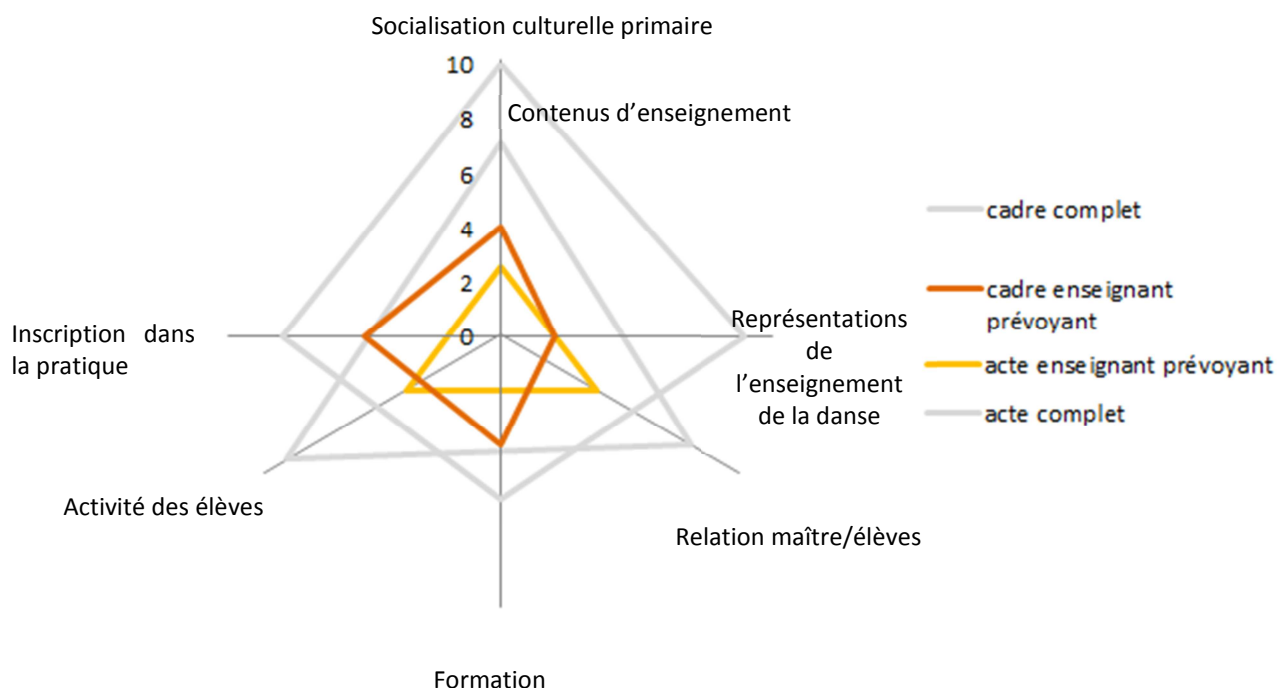 Socialisation culturelle primaire
10
Contenus d’enseignement
8
6
4
2
0
Inscription dans
la pratique
Représentations
de
l’enseignement
de la danse
Activité des élèves
Relation maître/élèves
Formation
cadre complet
cadre enseignant
prévoyant
acte enseignant prévoyant
acte complet